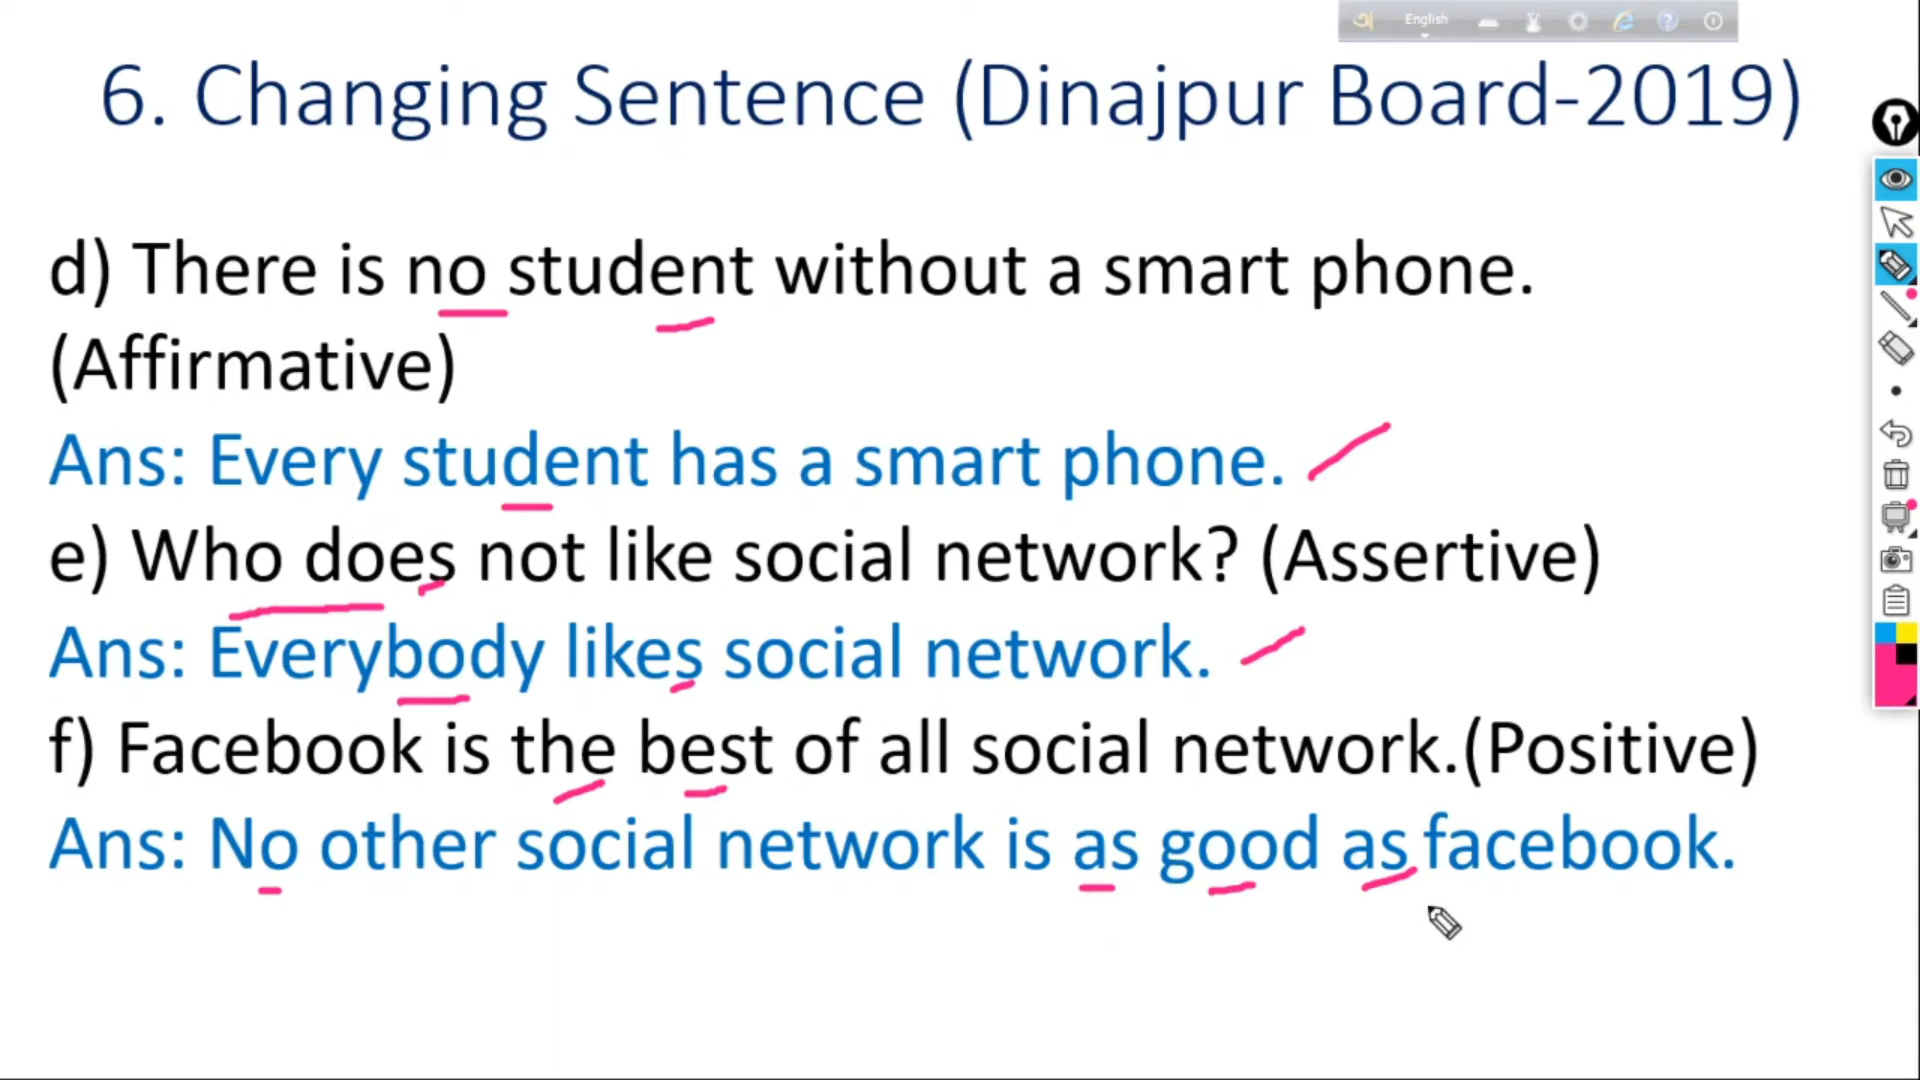 অ English
6. Changing Sentence (Dinajpur Board-2019)
d) There is no student without a smart phone.
(Affirmative)
Ans: Every student has a smart phone.
e) Who does not like social network? (Assertive)
Ans: Everybody likes social network.
f) Facebook is the best of all social network.(Positive)
Ans: No other social network is as good as facebook.